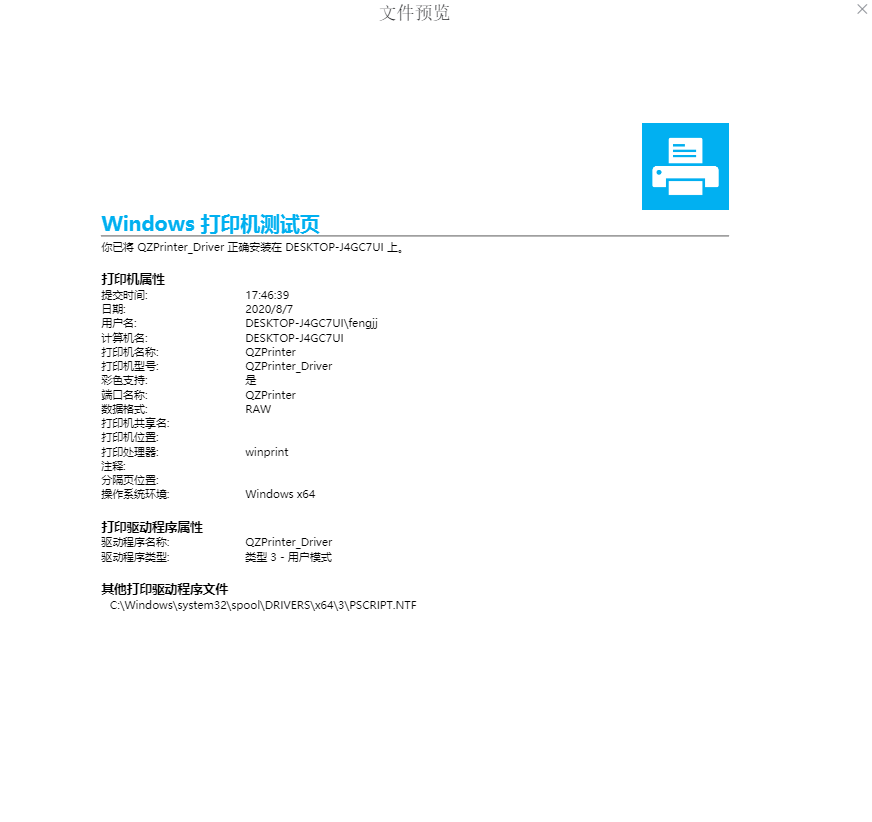 文件预览
Windows 打印机测试页
你已将 QZPrinter_Driver 正确安装在 DESKTOP-J4GC7UI 上。
打印机属性
提交时间: 17:46:39
日期: 2020/8/7
用户名: DESKTOP-J4GC7UI\fengjj
计算机名: DESKTOP-J4GC7UI
打印机名称: QZPrinter
打印机型号: QZPrinter_Driver
彩色支持: 是
端口名称: QZPrinter
数据格式: RAW
打印机共享名:
打印机位置:
打印处理器: winprint
注释:
分隔页位置:
操作系统环境: Windows x64
打印驱动程序属性
驱动程序名称: QZPrinter_Driver
驱动程序类型: 类型 3 - 用户模式
其他打印驱动程序文件
C:\Windows\system32\spool\DRIVERS\x64\3\PSCRIPT.NTF